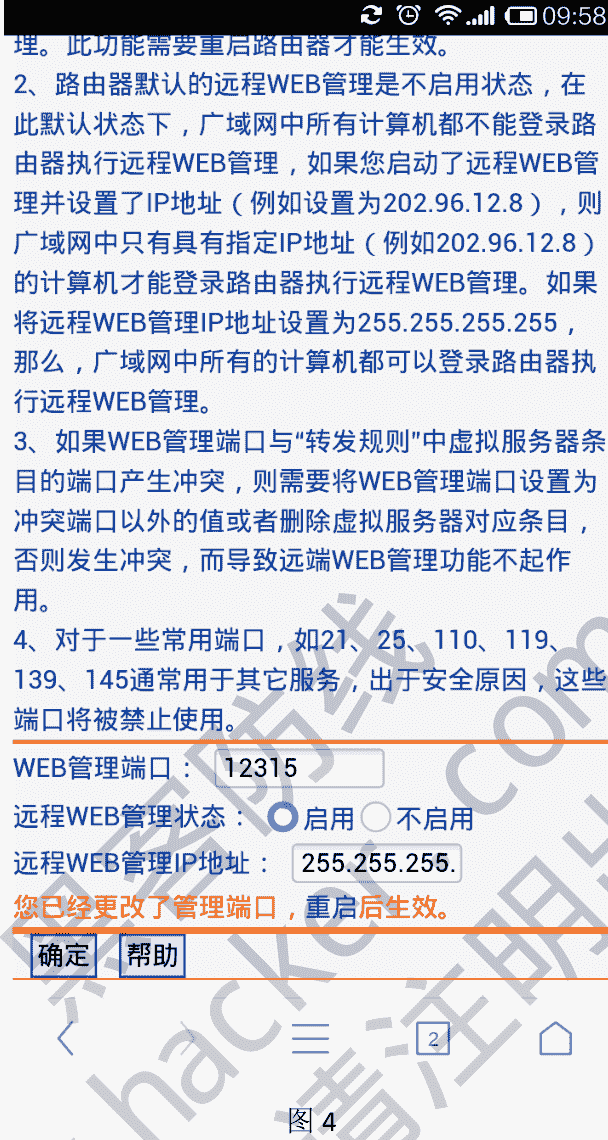 09:58
理。此功能需要重启路由器才能生效。
2、路由器默认的远程WEB管理是不启用状态，在
此默认状态下，广域网中所有计算机都不能登录路
由器执行远程WEB管理，如果您启动了远程WEB管
理并设置了IP地址（例如设置为202.96.12.8），则
广域网中只有具有指定IP地址（例如202.96.12.8）
的计算机才能登录路由器执行远程WEB管理。如果
将远程WEB管理IP地址设置为255.255.255.255，
那么，广域网中所有的计算机都可以登录路由器执
行远程WEB管理。
3、如果WEB管理端口与“转发规则”中虚拟服务器条
目的端口产生冲突，则需要将WEB管理端口设置为
冲突端口以外的值或者删除虚拟服务器对应条目，
否则发生冲突，而导致远端WEB管理功能不起作
用。
4、对于一些常用端口，如21、25、110、119、
139、145通常用于其它服务，出于安全原因，这些
端口将被禁止使用。
WEB管理端口： 12315
远程WEB管理状态： 启用 不启用
远程WEB管理IP地址： 255.255.255.
您已经更改了管理端口，重启后生效。
确定 帮助
2
图 4
黑客防线
hacker com
请注明